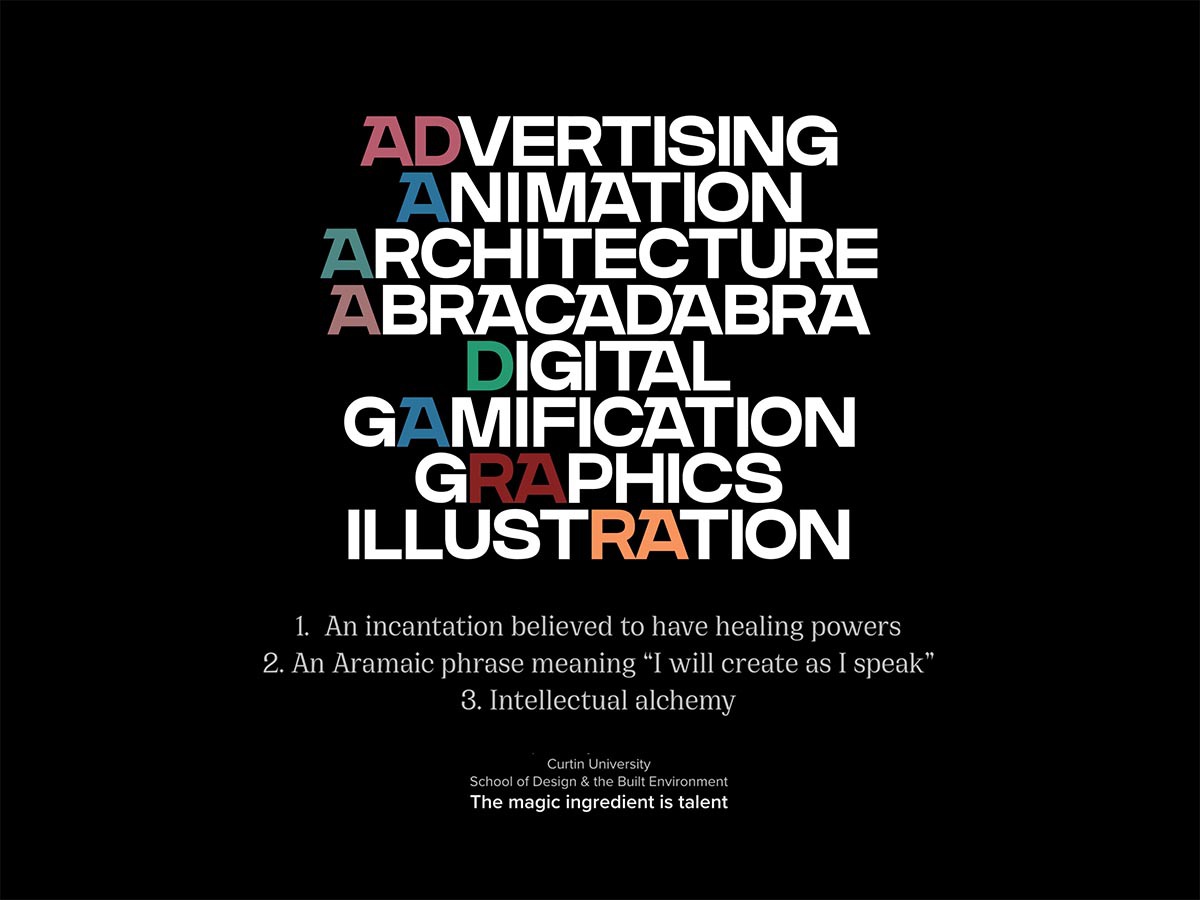 ADVERTISING
ANIMATION
ARCHITECTURE
ABRACADABRA
DIGITAL
GAMIFICATION
GRAPHICS
ILLUSTRATION
1. An incantation believed to have healing powers
2. An Aramaic phrase meaning “I will create as I speak”
3. Intellectual alchemy
Curtin University
School of Design & the Built Environment
The magic ingredient is talent